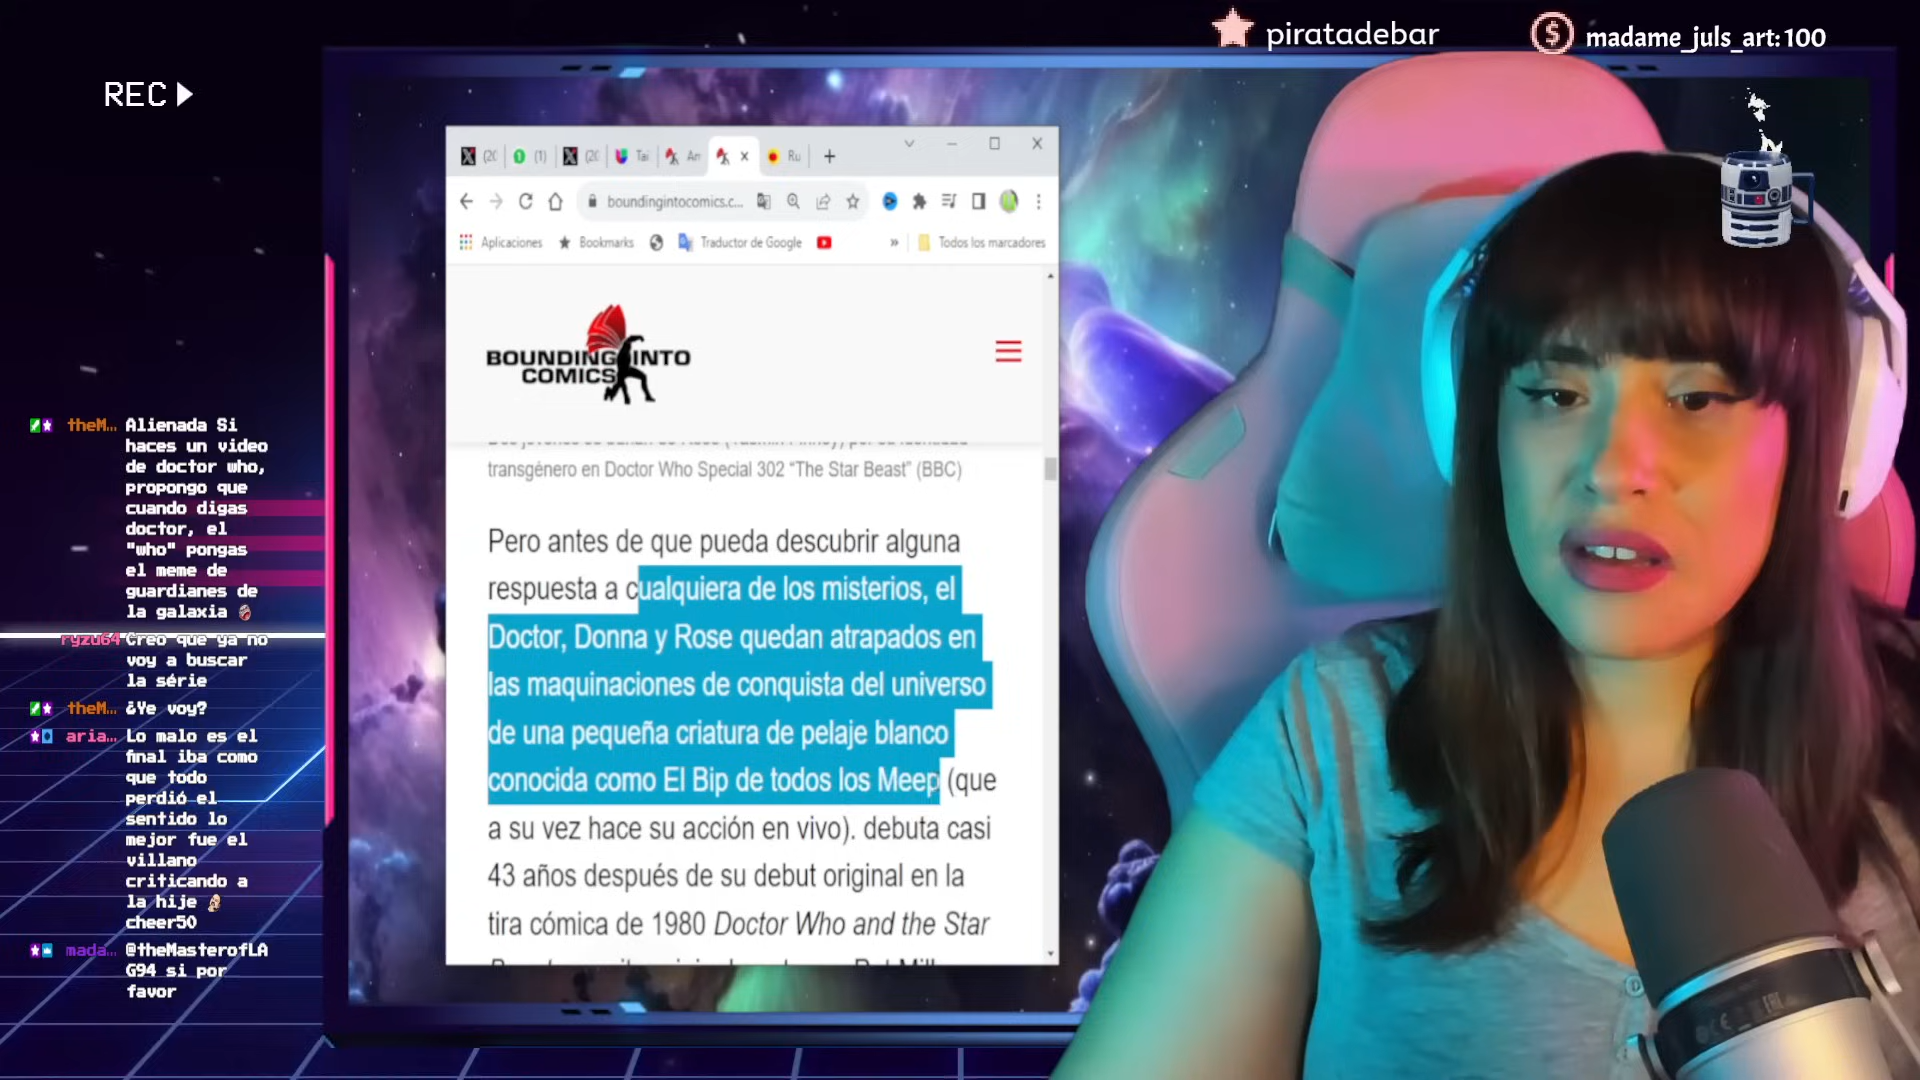 piratadebar
madame_juls_art: 100
REC
(20
(1)
(20
Tai
An
Ru
boundingintocomics.c...
Aplicaciones
Bookmarks
Traductor de Google
»
Todos los marcadores
BOUNDING INTO
COMICS
transgénero en Doctor Who Special 302 “The Star Beast” (BBC)
Pero antes de que pueda descubrir alguna
respuesta a cualquiera de los misterios, el
Doctor, Donna y Rose quedan atrapados en
las maquinaciones de conquista del universo
de una pequeña criatura de pelaje blanco
conocida como El Bip de todos los Meep (que
a su vez hace su acción en vivo). debuta casi
43 años después de su debut original en la
tira cómica de 1980 Doctor Who and the Star
theM... Alienada Si
haces un video
de doctor who,
propongo que
cuando digas
doctor, el
"who" pongas
el meme de
guardianes de
la galaxia
ryzu64 Creo que ya no
voy a buscar
la série
theM... ¿Ye voy?
aria... Lo malo es el
final iba como
que todo
perdió el
sentido lo
mejor fue el
villano
criticando a
la hije
cheer50
mada... @theMasterofLA
G94 si por
favor